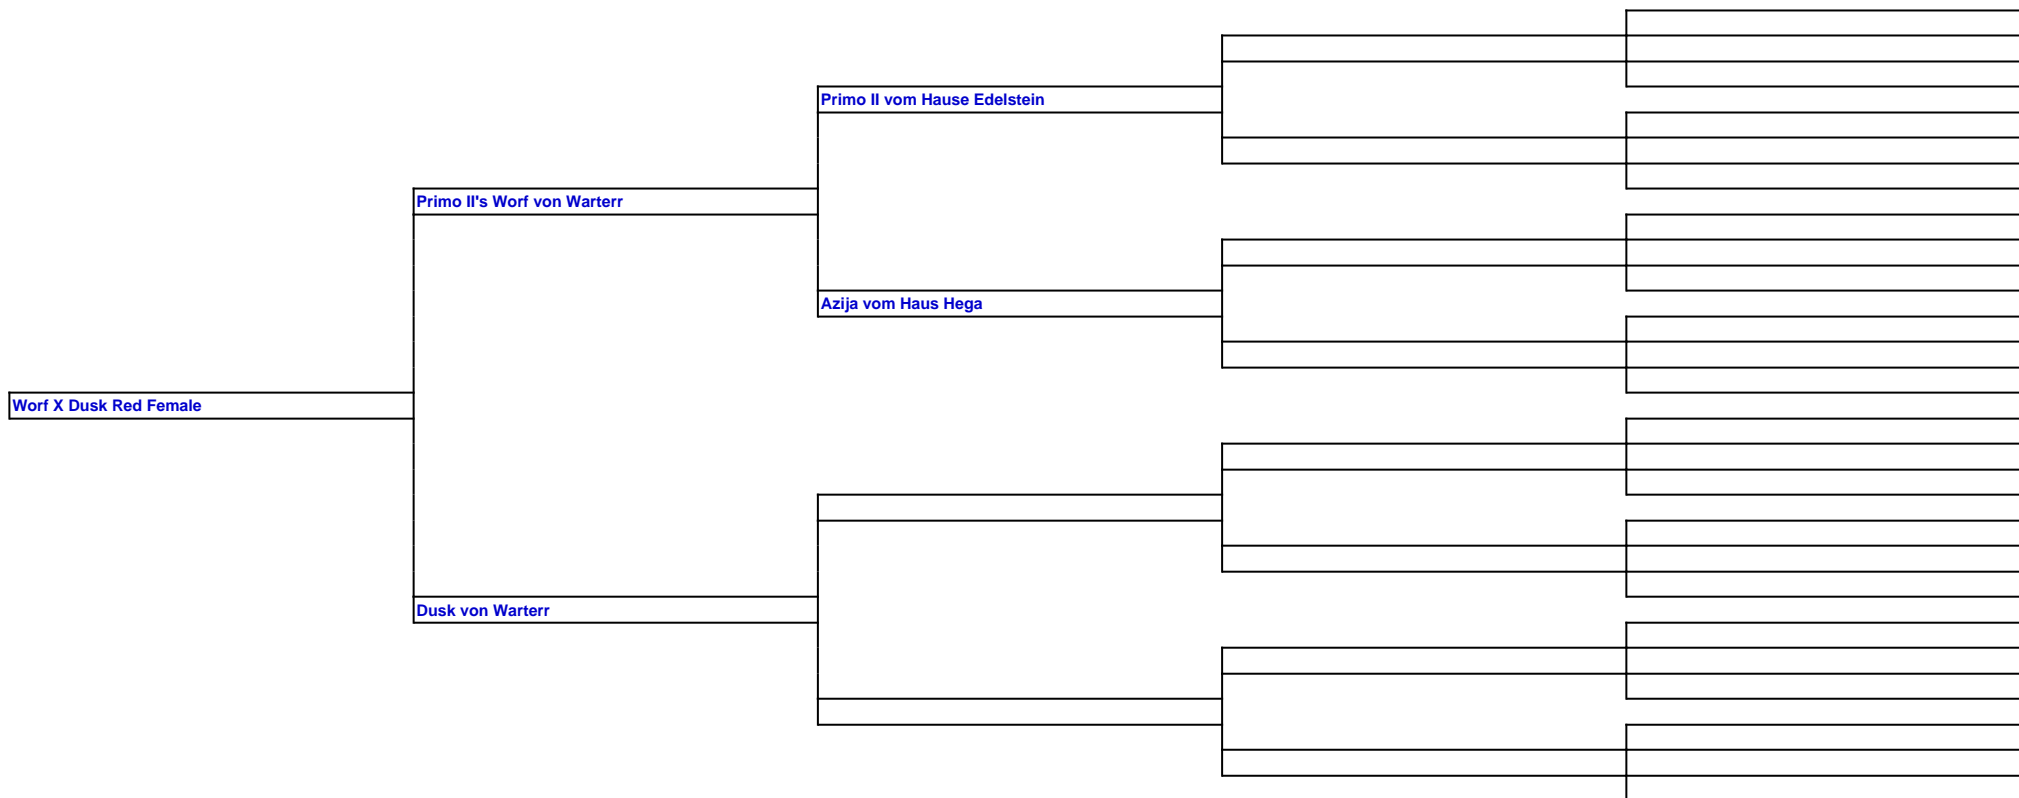 Primo II vom Hause Edelstein
Primo II's Worf von Warterr
Azija vom Haus Hega
Worf X Dusk Red Female
Dusk von Warterr